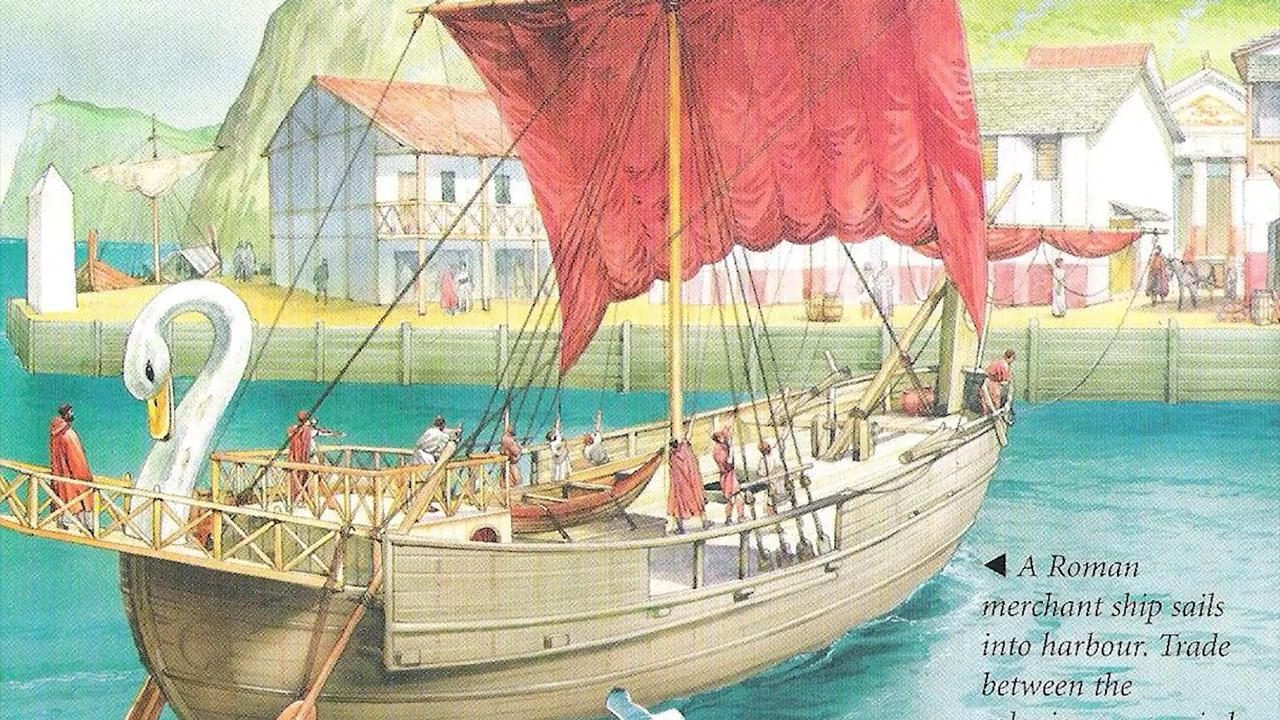 ◀ A Roman
merchant ship sails
into harbour. Trade
between the